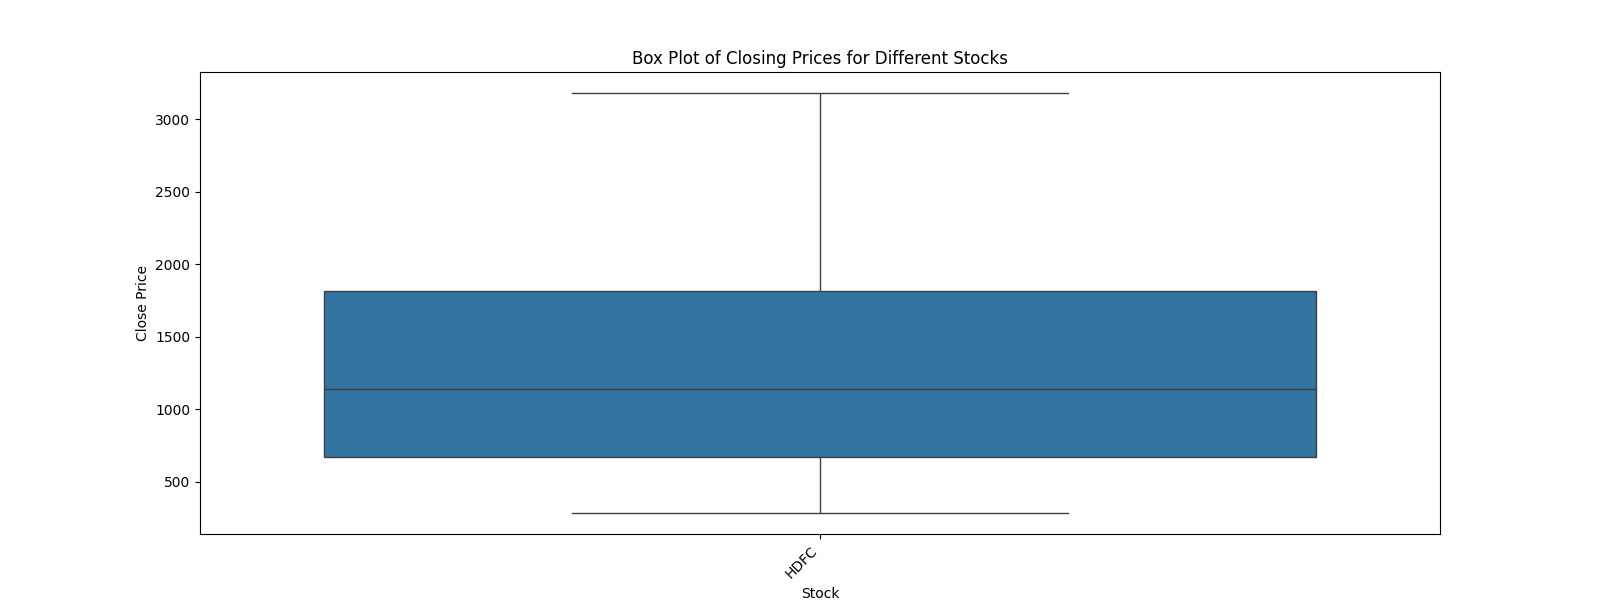 Box Plot of Closing Prices for Different Stocks
3000
2500
2000
1500
1000
500
Close Price
HDFC
Stock